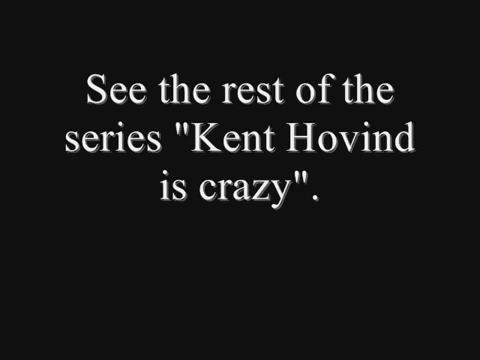 See the rest of the
series "Kent Hovind
is crazy".